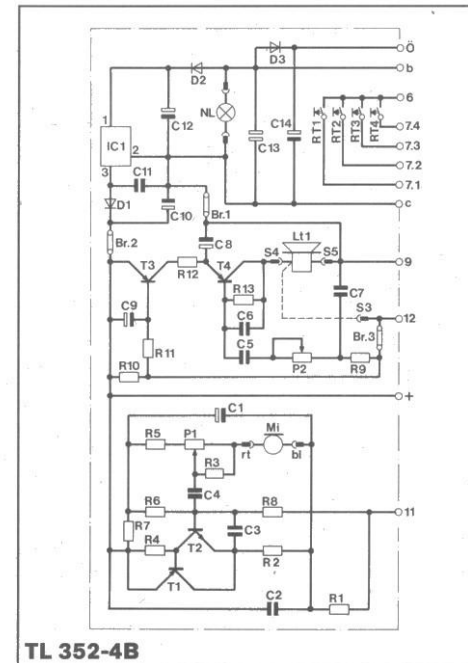 D3
Ö
D2
b
1
C12
NL
C13
C14
RT1
RT2
RT3
RT4
6
7.4
7.3
7.2
7.1
IC1
2
3
C11
D1
C10
Br.1
c
Br.2
C8
S4
Lt1
S5
9
T3
R12
T4
R13
C7
S3
12
C9
C6
Br.3
C5
R11
P2
R9
R10
+
C1
R5
P1
Mi
rt
bl
R3
C4
R6
R8
11
R7
C3
R4
T2
R2
T1
C2
R1
TL 352-4B